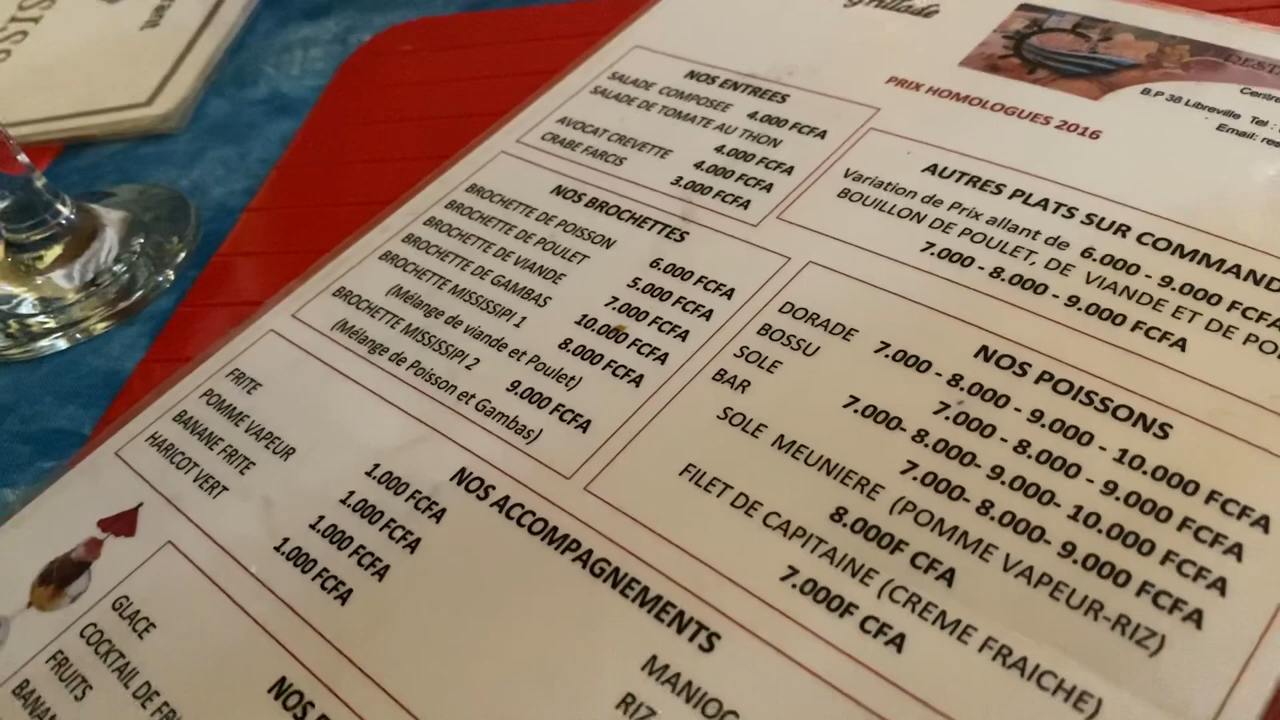 grillade
PRIX HOMOLOGUES 2016
B.P 38 Libreville Tel :
Email:
NOS ENTREES
SALADE COMPOSEE 4.000 FCFA
SALADE DE TOMATE AU THON
4.000 FCFA
AVOCAT CREVETTE 4.000 FCFA
CRABE FARCIS 3.000 FCFA
NOS BROCHETTES
BROCHETTE DE POISSON 6.000 FCFA
BROCHETTE DE POULET 5.000 FCFA
BROCHETTE DE VIANDE 7.000 FCFA
BROCHETTE DE GAMBAS 10.000 FCFA
BROCHETTE MISSISIPI 1 8.000 FCFA
(Mélange de viande et Poulet)
BROCHETTE MISSISIPI 2 9.000 FCFA
(Mélange de Poisson et Gambas)
NOS ACCOMPAGNEMENTS
FRITE 1.000 FCFA
POMME VAPEUR 1.000 FCFA
BANANE FRITE 1.000 FCFA
HARICOT VERT 1.000 FCFA
MANIOC
RIZ
NOS
GLACE
COCKTAIL DE
FRUITS
AUTRES PLATS SUR
Variation de Prix allant de 6.000 - 9.000 FCFA
BOUILLON DE POULET, DE VIANDE ET DE
7.000 - 8.000 - 9.000 FCFA
NOS POISSONS
DORADE 7.000 - 8.000 - 9.000 - 10.000 FCFA
BOSSU 7.000 - 8.000 - 9.000 FCFA
SOLE 7.000- 8.000- 9.000- 10.000 FCFA
BAR 7.000- 8.000- 9.000 FCFA
SOLE MEUNIERE (POMME VAPEUR-RIZ)
8.000F CFA
FILET DE CAPITAINE (CREME FRAICHE)
7.000F CFA